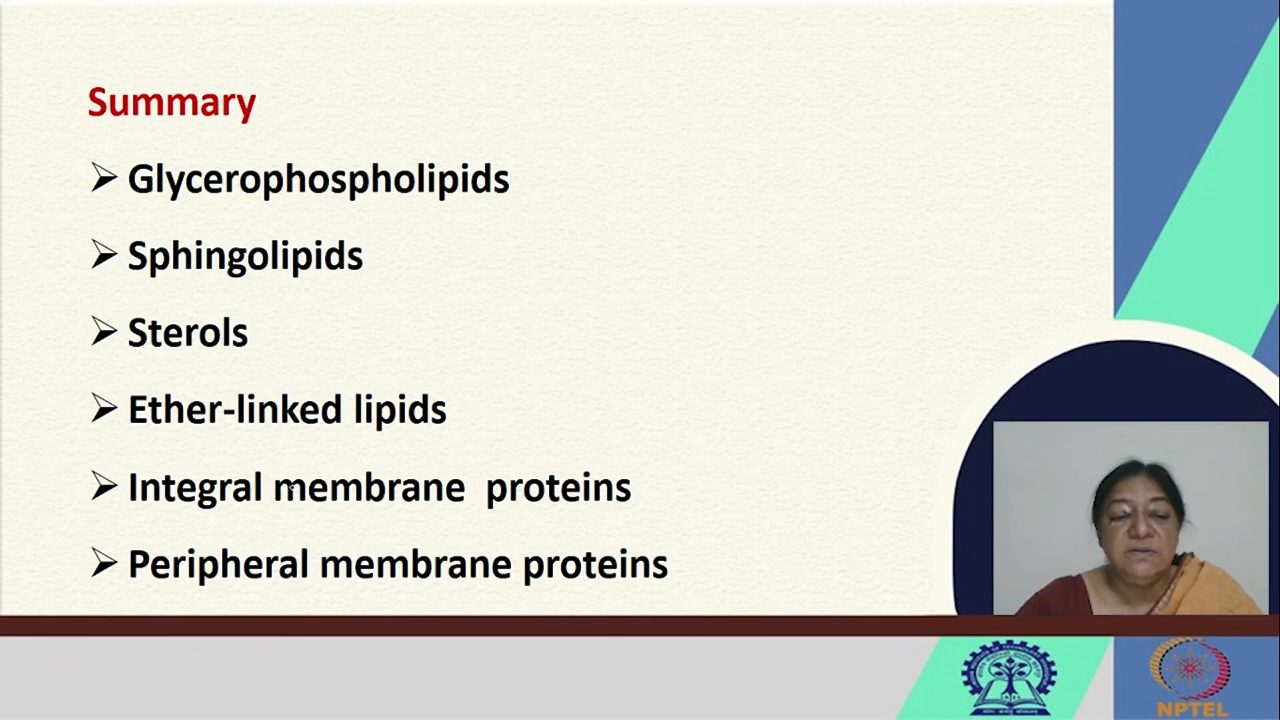 Summary
➢ Glycerophospholipids
➢ Sphingolipids
➢ Sterols
➢ Ether-linked lipids
➢ Integral membrane proteins
➢ Peripheral membrane proteins
NPTEL